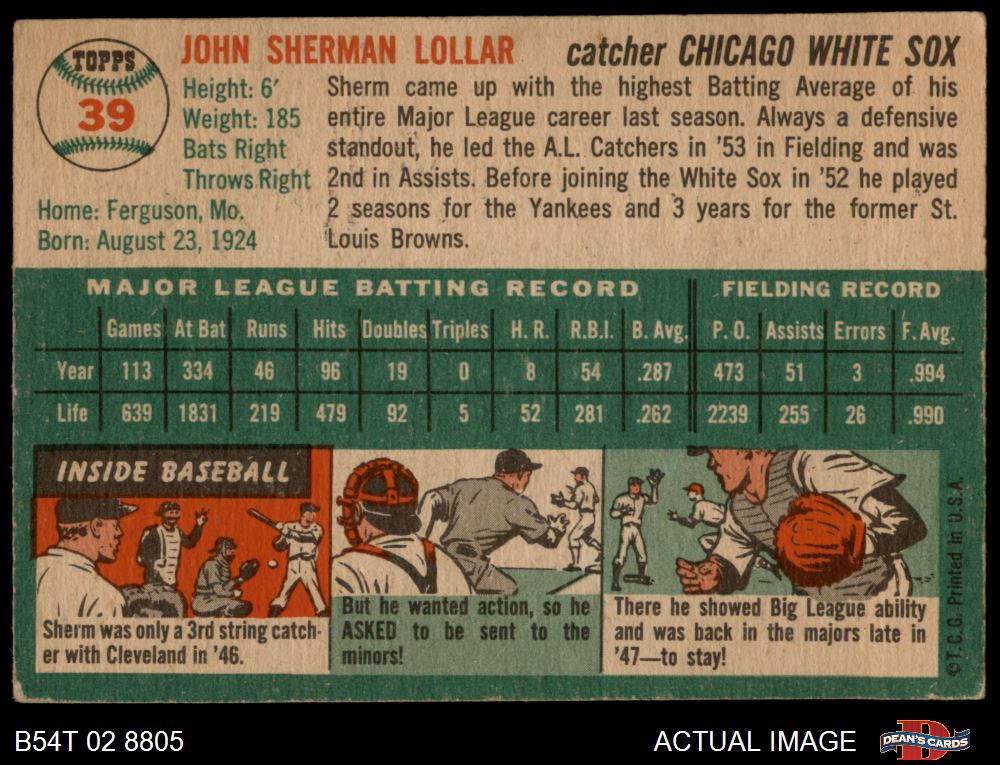 TOPPS
39
JOHN SHERMAN LOLLAR
catcher CHICAGO WHITE SOX
Height: 6′
Weight: 185
Bats Right
Throws Right
Home: Ferguson, Mo.
Born: August 23, 1924
Sherm came up with the highest Batting Average of his
entire Major League career last season. Always a defensive
standout, he led the A.L. Catchers in '53 in Fielding and was
2nd in Assists. Before joining the White Sox in '52 he played
2 seasons for the Yankees and 3 years for the former St.
Louis Browns.
MAJOR LEAGUE BATTING RECORD FIELDING RECORD
Games At Bat Runs Hits Doubles Triples H. R. R.B.I. B. Avg. P. O. Assists Errors F. Avg.
Year 113 334 46 96 19 0 8 54 .287 473 51 3 .994
Life 639 1831 219 479 92 5 52 281 .262 2239 255 26 .990
INSIDE BASEBALL
Sherm was only a 3rd string catch-
er with Cleveland in '46.
But he wanted action, so he
ASKED to be sent to the
minors!
There he showed Big League ability
and was back in the majors late in
'47—to study!
©T.C.G. Printed in U.S.A.
B54T 02 8805
ACTUAL IMAGE
DEAN'S CARDS